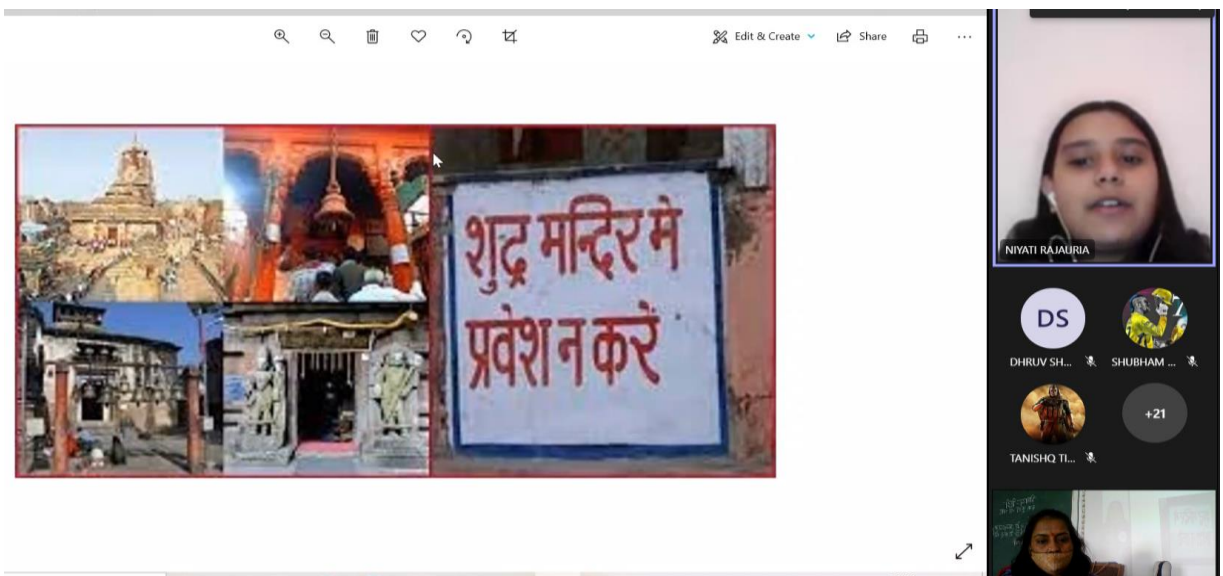 Edit & Create
Share
शुद्र मन्दिर मे
प्रवेश न करें
NIYATI RAJAURIA
DS
DHRUV SH...
SHUBHAM ...
+21
TANISHQ TI...